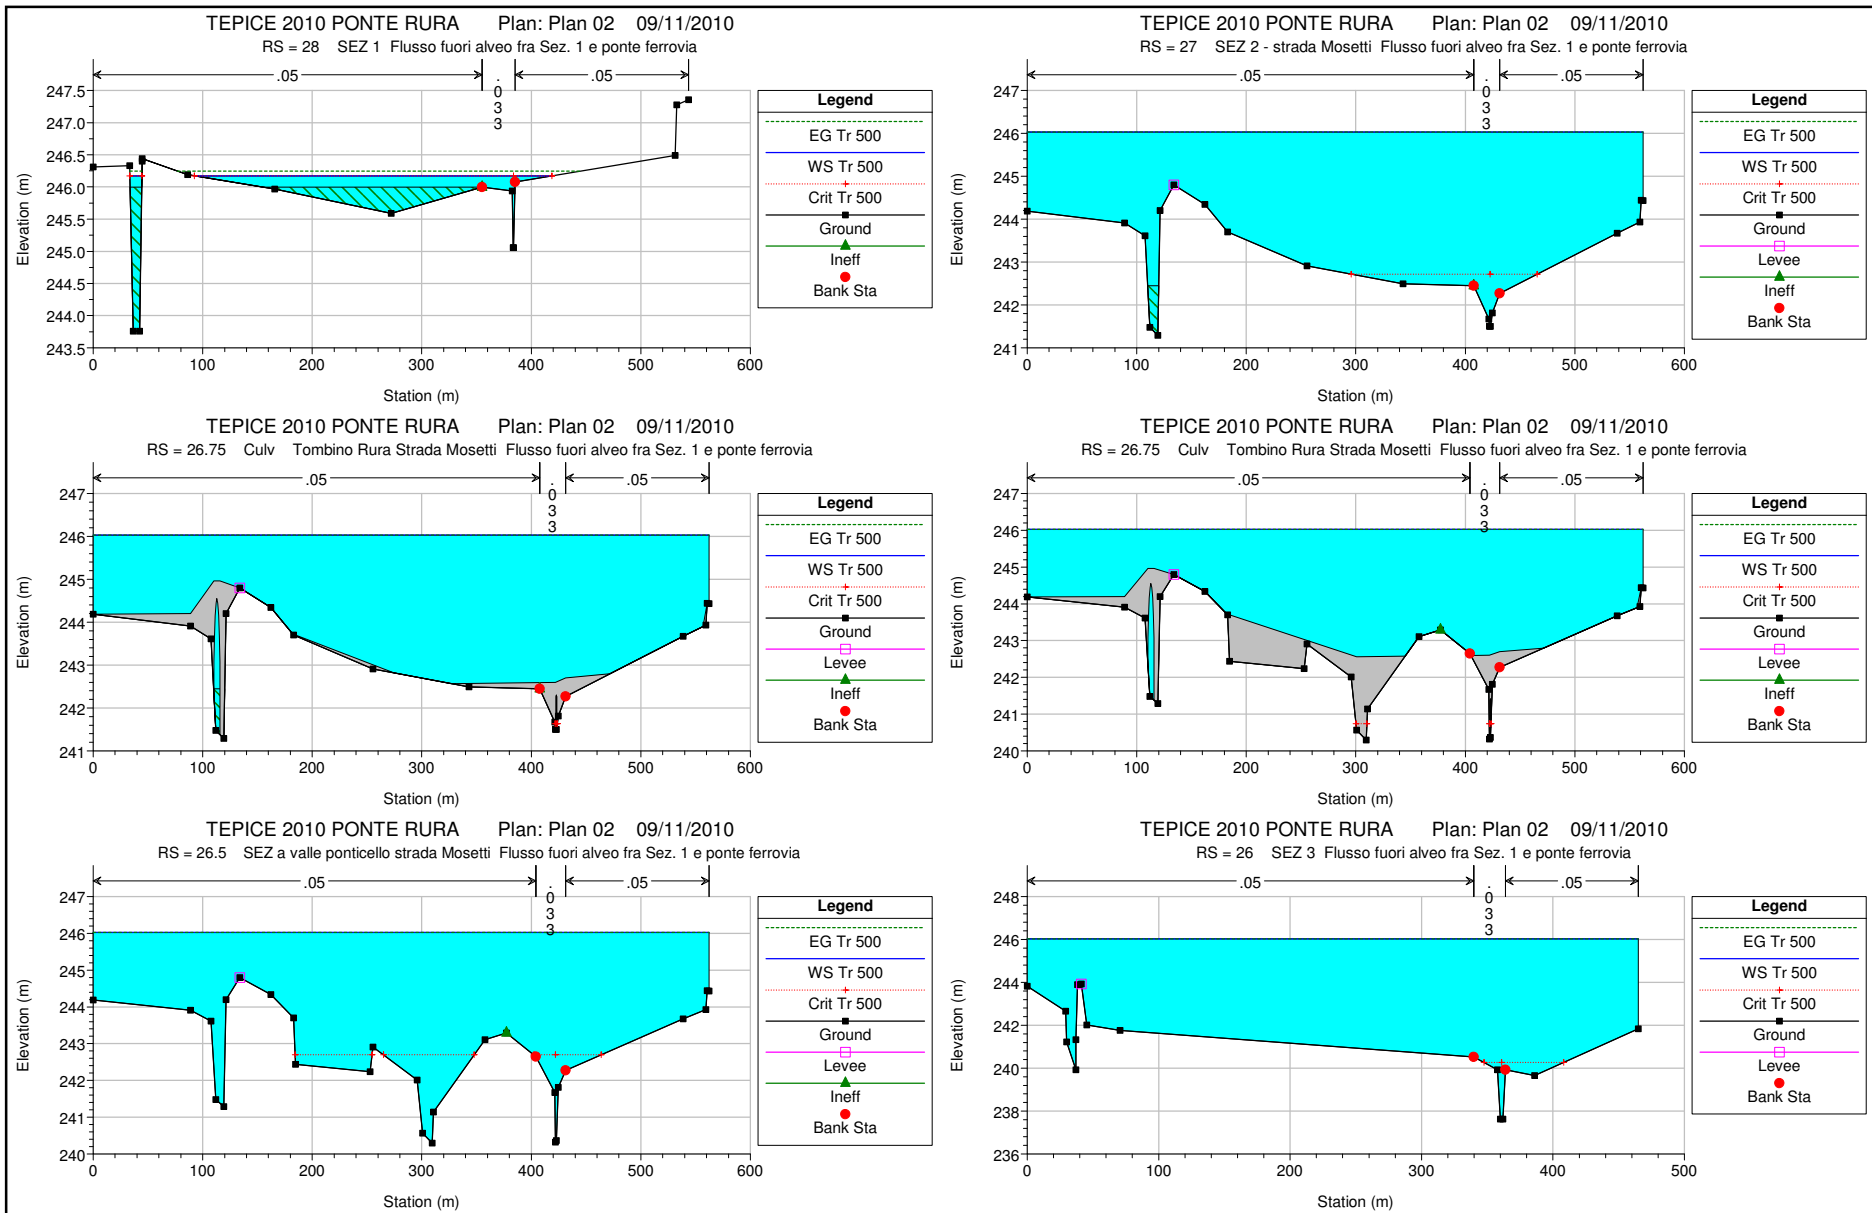 TEPICE 2010 PONTE RURA Plan: Plan 02 09/11/2010
RS = 28 SEZ 1 Flusso fuori alveo fra Sez. 1 e ponte ferrovia
.05 .033 .05
247.5
247.0
246.5
246.0
245.5
245.0
244.5
244.0
243.5
0 100 200 300 400 500 600
Station (m)
Elevation (m)
Legend
EG Tr 500
WS Tr 500
Crit Tr 500
Ground
Ineff
Bank Sta
TEPICE 2010 PONTE RURA Plan: Plan 02 09/11/2010
RS = 27 SEZ 2 - strada Mosetti Flusso fuori alveo fra Sez. 1 e ponte ferrovia
.05 .033 .05
247
246
245
244
243
242
241
0 100 200 300 400 500 600
Station (m)
Elevation (m)
Legend
EG Tr 500
WS Tr 500
Crit Tr 500
Ground
Levee
Ineff
Bank Sta
TEPICE 2010 PONTE RURA Plan: Plan 02 09/11/2010
RS = 26.75 Culv Tombino Rura Strada Mosetti Flusso fuori alveo fra Sez. 1 e ponte ferrovia
.05 .033 .05
247
246
245
244
243
242
241
0 100 200 300 400 500 600
Station (m)
Elevation (m)
Legend
EG Tr 500
WS Tr 500
Crit Tr 500
Ground
Levee
Ineff
Bank Sta
TEPICE 2010 PONTE RURA Plan: Plan 02 09/11/2010
RS = 26.75 Culv Tombino Rura Strada Mosetti Flusso fuori alveo fra Sez. 1 e ponte ferrovia
.05 .033 .05
247
246
245
244
243
242
241
240
0 100 200 300 400 500 600
Station (m)
Elevation (m)
Legend
EG Tr 500
WS Tr 500
Crit Tr 500
Ground
Levee
Ineff
Bank Sta
TEPICE 2010 PONTE RURA Plan: Plan 02 09/11/2010
RS = 26.5 SEZ a valle ponticello strada Mosetti Flusso fuori alveo fra Sez. 1 e ponte ferrovia
.05 .033 .05
247
246
245
244
243
242
241
240
0 100 200 300 400 500 600
Station (m)
Elevation (m)
Legend
EG Tr 500
WS Tr 500
Crit Tr 500
Ground
Levee
Ineff
Bank Sta
TEPICE 2010 PONTE RURA Plan: Plan 02 09/11/2010
RS = 26 SEZ 3 Flusso fuori alveo fra Sez. 1 e ponte ferrovia
.05 .033 .05
248
246
244
242
240
238
236
0 100 200 300 400 500
Station (m)
Elevation (m)
Legend
EG Tr 500
WS Tr 500
Crit Tr 500
Ground
Levee
Bank Sta